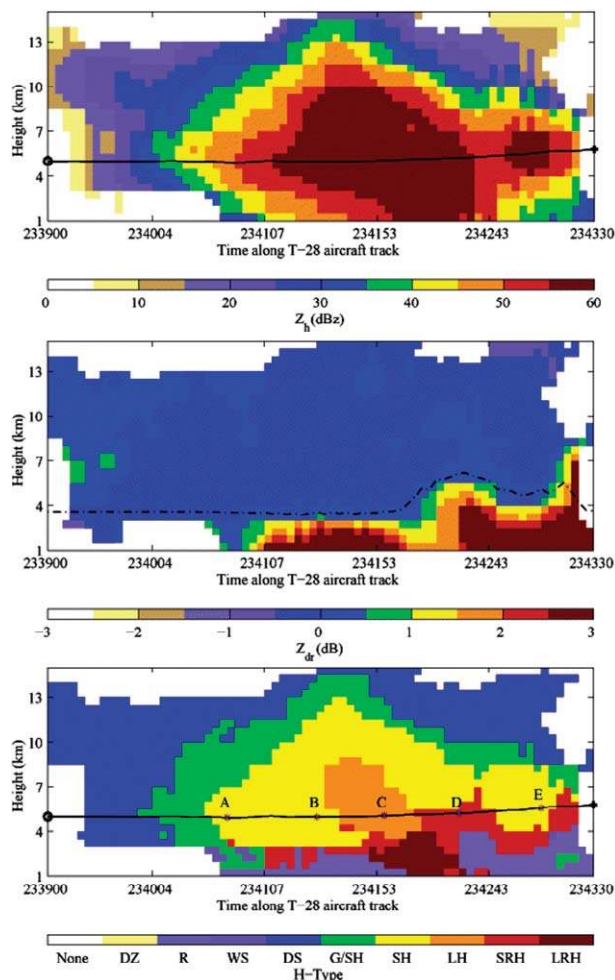 13
10
7
4
1
Height (km)
233900 234004 234107 234153 234243 234330
Time along T−28 aircraft track
0 10 20 30 40 50 60
Zh(dBz)
13
10
7
4
1
Height (km)
233900 234004 234107 234153 234243 234330
Time along T−28 aircraft track
−3 −2 −1 0 1 2 3
Zdr(dB)
13
10
7
4
1
Height (km)
A B C D E
233900 234004 234107 234153 234243 234330
Time along T−28 aircraft track
None DZ R WS DS G/SH SH LH SRH LRH
H−Type